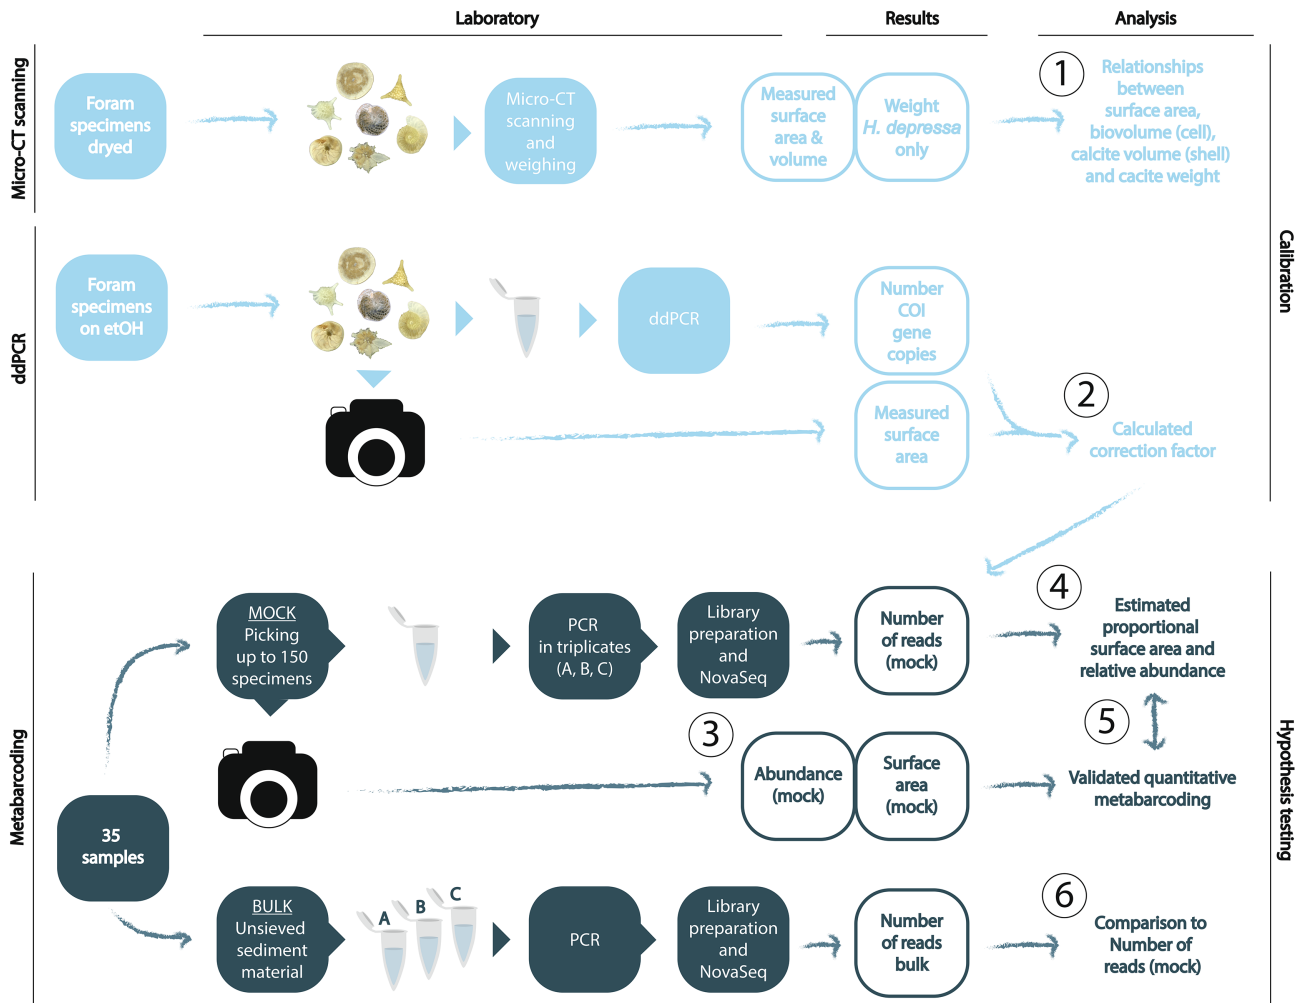 Laboratory
Results
Analysis
Micro-CT scanning
Foram
specimens
dryed
Micro-CT
scanning
and
weighing
Measured
surface
area &
volume
Weight
H. depressa
only
1
Relationships
between
surface area,
biovolume (cell),
calcite volume (shell)
and cacite weight
Calibration
ddPCR
Foram
specimens
on etOH
ddPCR
Number
COI
gene
copies
Measured
surface
area
2
Calculated
correction factor
Metabarcoding
35
samples
MOCK
Picking
up to 150
specimens
PCR
in triplicates
(A, B, C)
Library
preparation
and
NovaSeq
Number
of reads
(mock)
4
Estimated
proportional
surface area and
relative abundance
3
Abundance
(mock)
Surface
area
(mock)
5
Validated quantitative
metabarcoding
Hypothesis testing
BULK
Unsieved
sediment
material
A
B
C
PCR
Library
preparation
and
NovaSeq
Number
of reads
bulk
6
Comparison to
Number of
reads (mock)